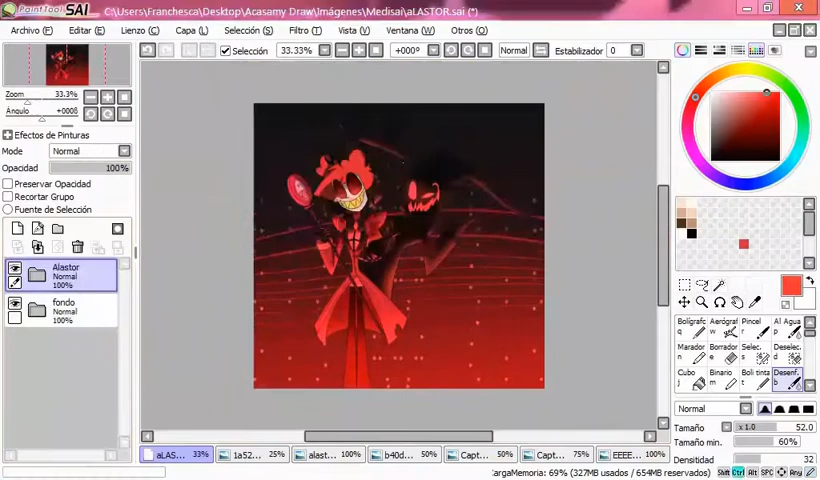 PaintTool SAI C:\Users\Franchesca\Desktop\Acasamy Draw\Imágenes\Medisai\aLASTOR.sai (*)
Archivo (F) Editar (E) Lienzo (C) Capa (L) Selección (S) Filtro (T) Vista (V) Ventana (W) Otros (O)
Selección 33.33% +000° Normal Estabilizador 0
Zoom 33.3%
Ángulo +000ß
Efectos de Pinturas
Modo Normal
Opacidad 100%
Preservar Opacidad
Recortar Grupo
Fuente de Selección
Alastor
Normal
100%
fondo
Normal
100%
Bolígrafo Aerógraf Pincel Al Agua
q w r p
Marador Borrador Selec. Deselec.
n e s d
Cubo Binario Boli tinta Desenf.
j m t b
Normal
Tamaño x 1.0 52.0
Tamaño min. 60%
Densidad 32
aLAS... 33% 1a52... 25% alast... 100% b40d... 50% Capt... 50% Capt... 75% EEEE... 100%
CargaMemoria: 69% (327MB usados / 654MB reservados) Shift Ctrl Alt SPC Any